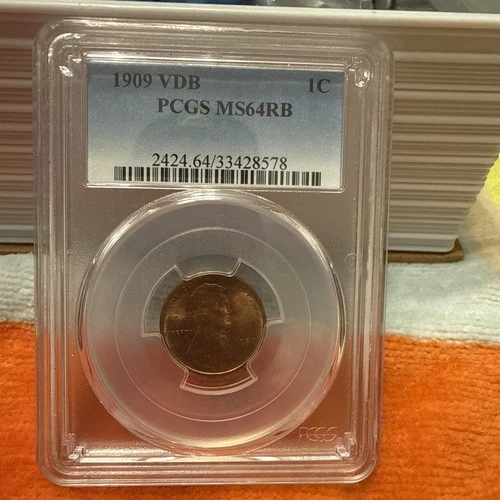 1909 VDB 1C
PCGS MS64RB
2424.64/33428578
PCGS